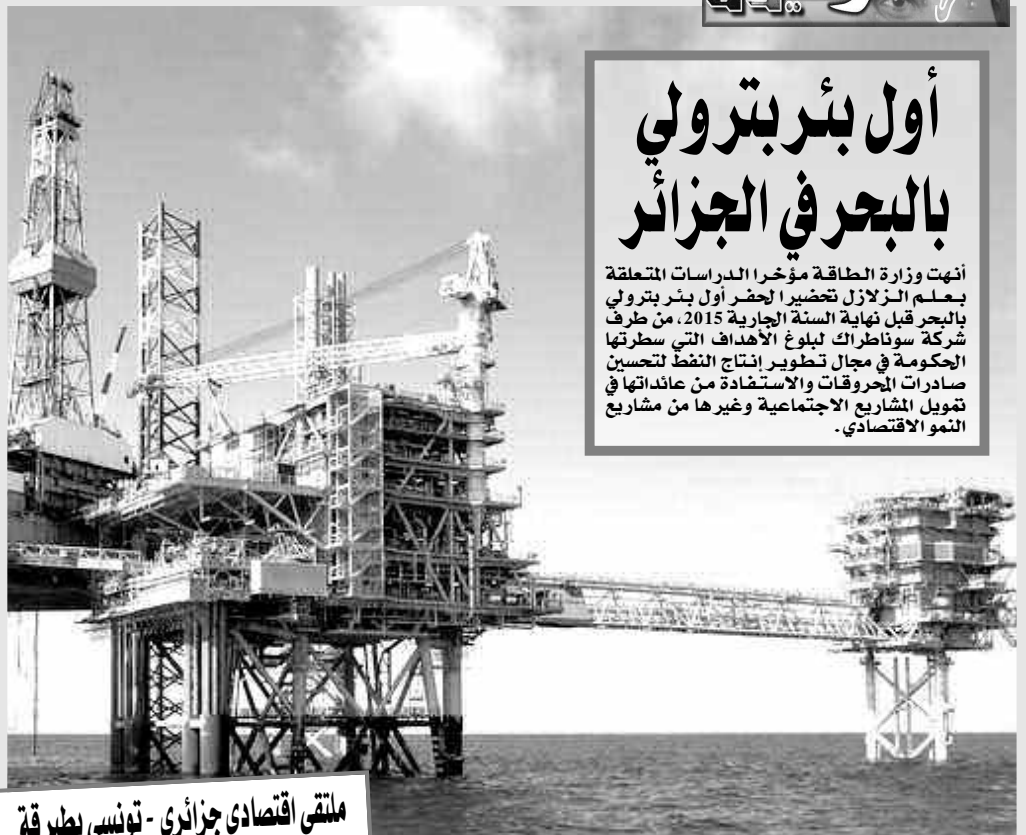 أول بئر بترولي
بالبحر في الجزائر
أنهت وزارة الطاقة مؤخرا الدراسات المتعلقة
بعلم الزلازل تحضيرا لحفر أول بئر بترولي
بالبحر قبل نهاية السنة الجارية 2015، من طرف
شركة سوناطراك لبلوغ الأهداف التي سطرتها
الحكومة في مجال تطوير إنتاج النفط لتحسين
صادرات المحروقات والاستفادة من عائداتها في
تمويل المشاريع الاجتماعية وغيرها من مشاريع
النمو الاقتصادي.
ملتقى اقتصادي جزائري - تونسي بطبرقة